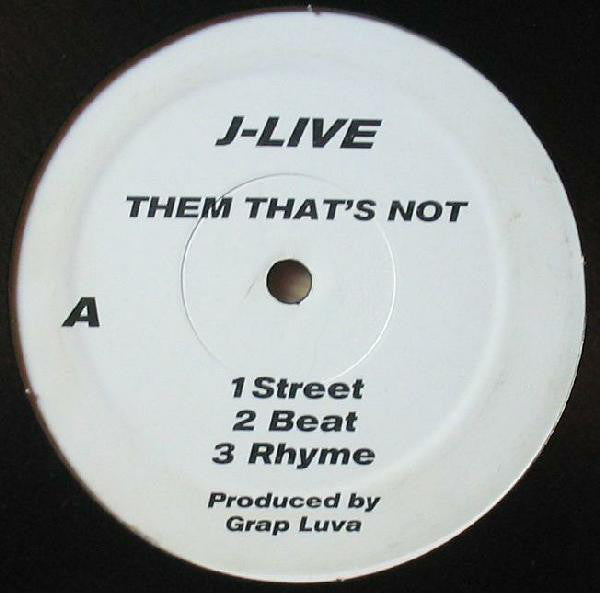 J-LIVE
THEM THAT'S NOT
A
1 Street
2 Beat
3 Rhyme
Produced by
Grap Luva